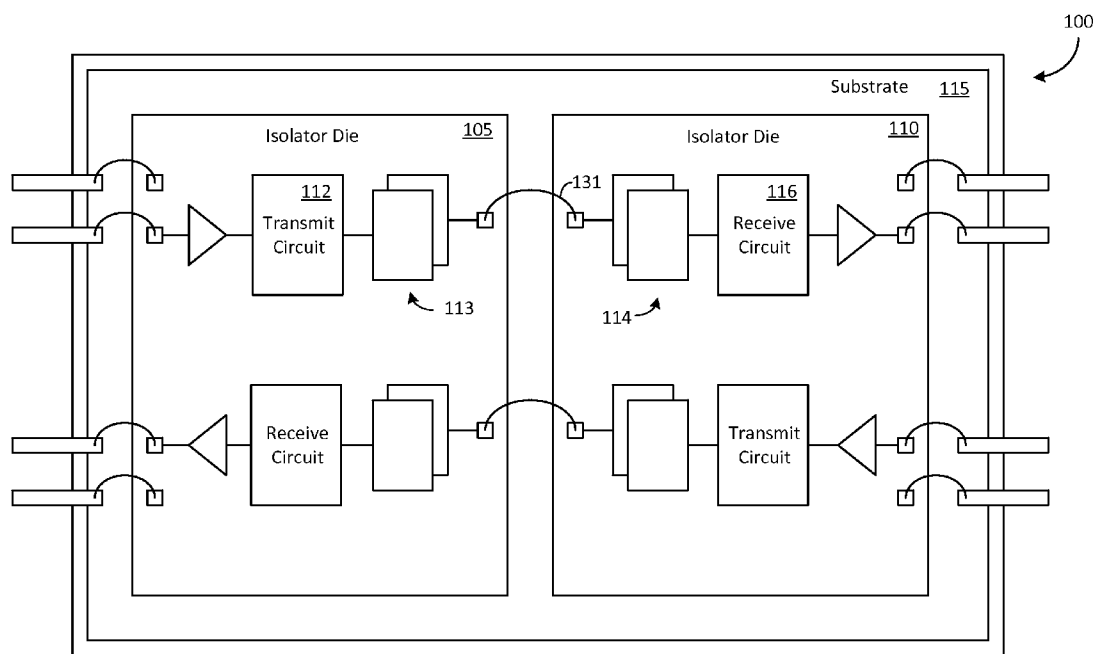 100
Substrate 115
Isolator Die 105
Isolator Die 110
112
Transmit
Circuit
131
116
Receive
Circuit
113
114
Receive
Circuit
Transmit
Circuit